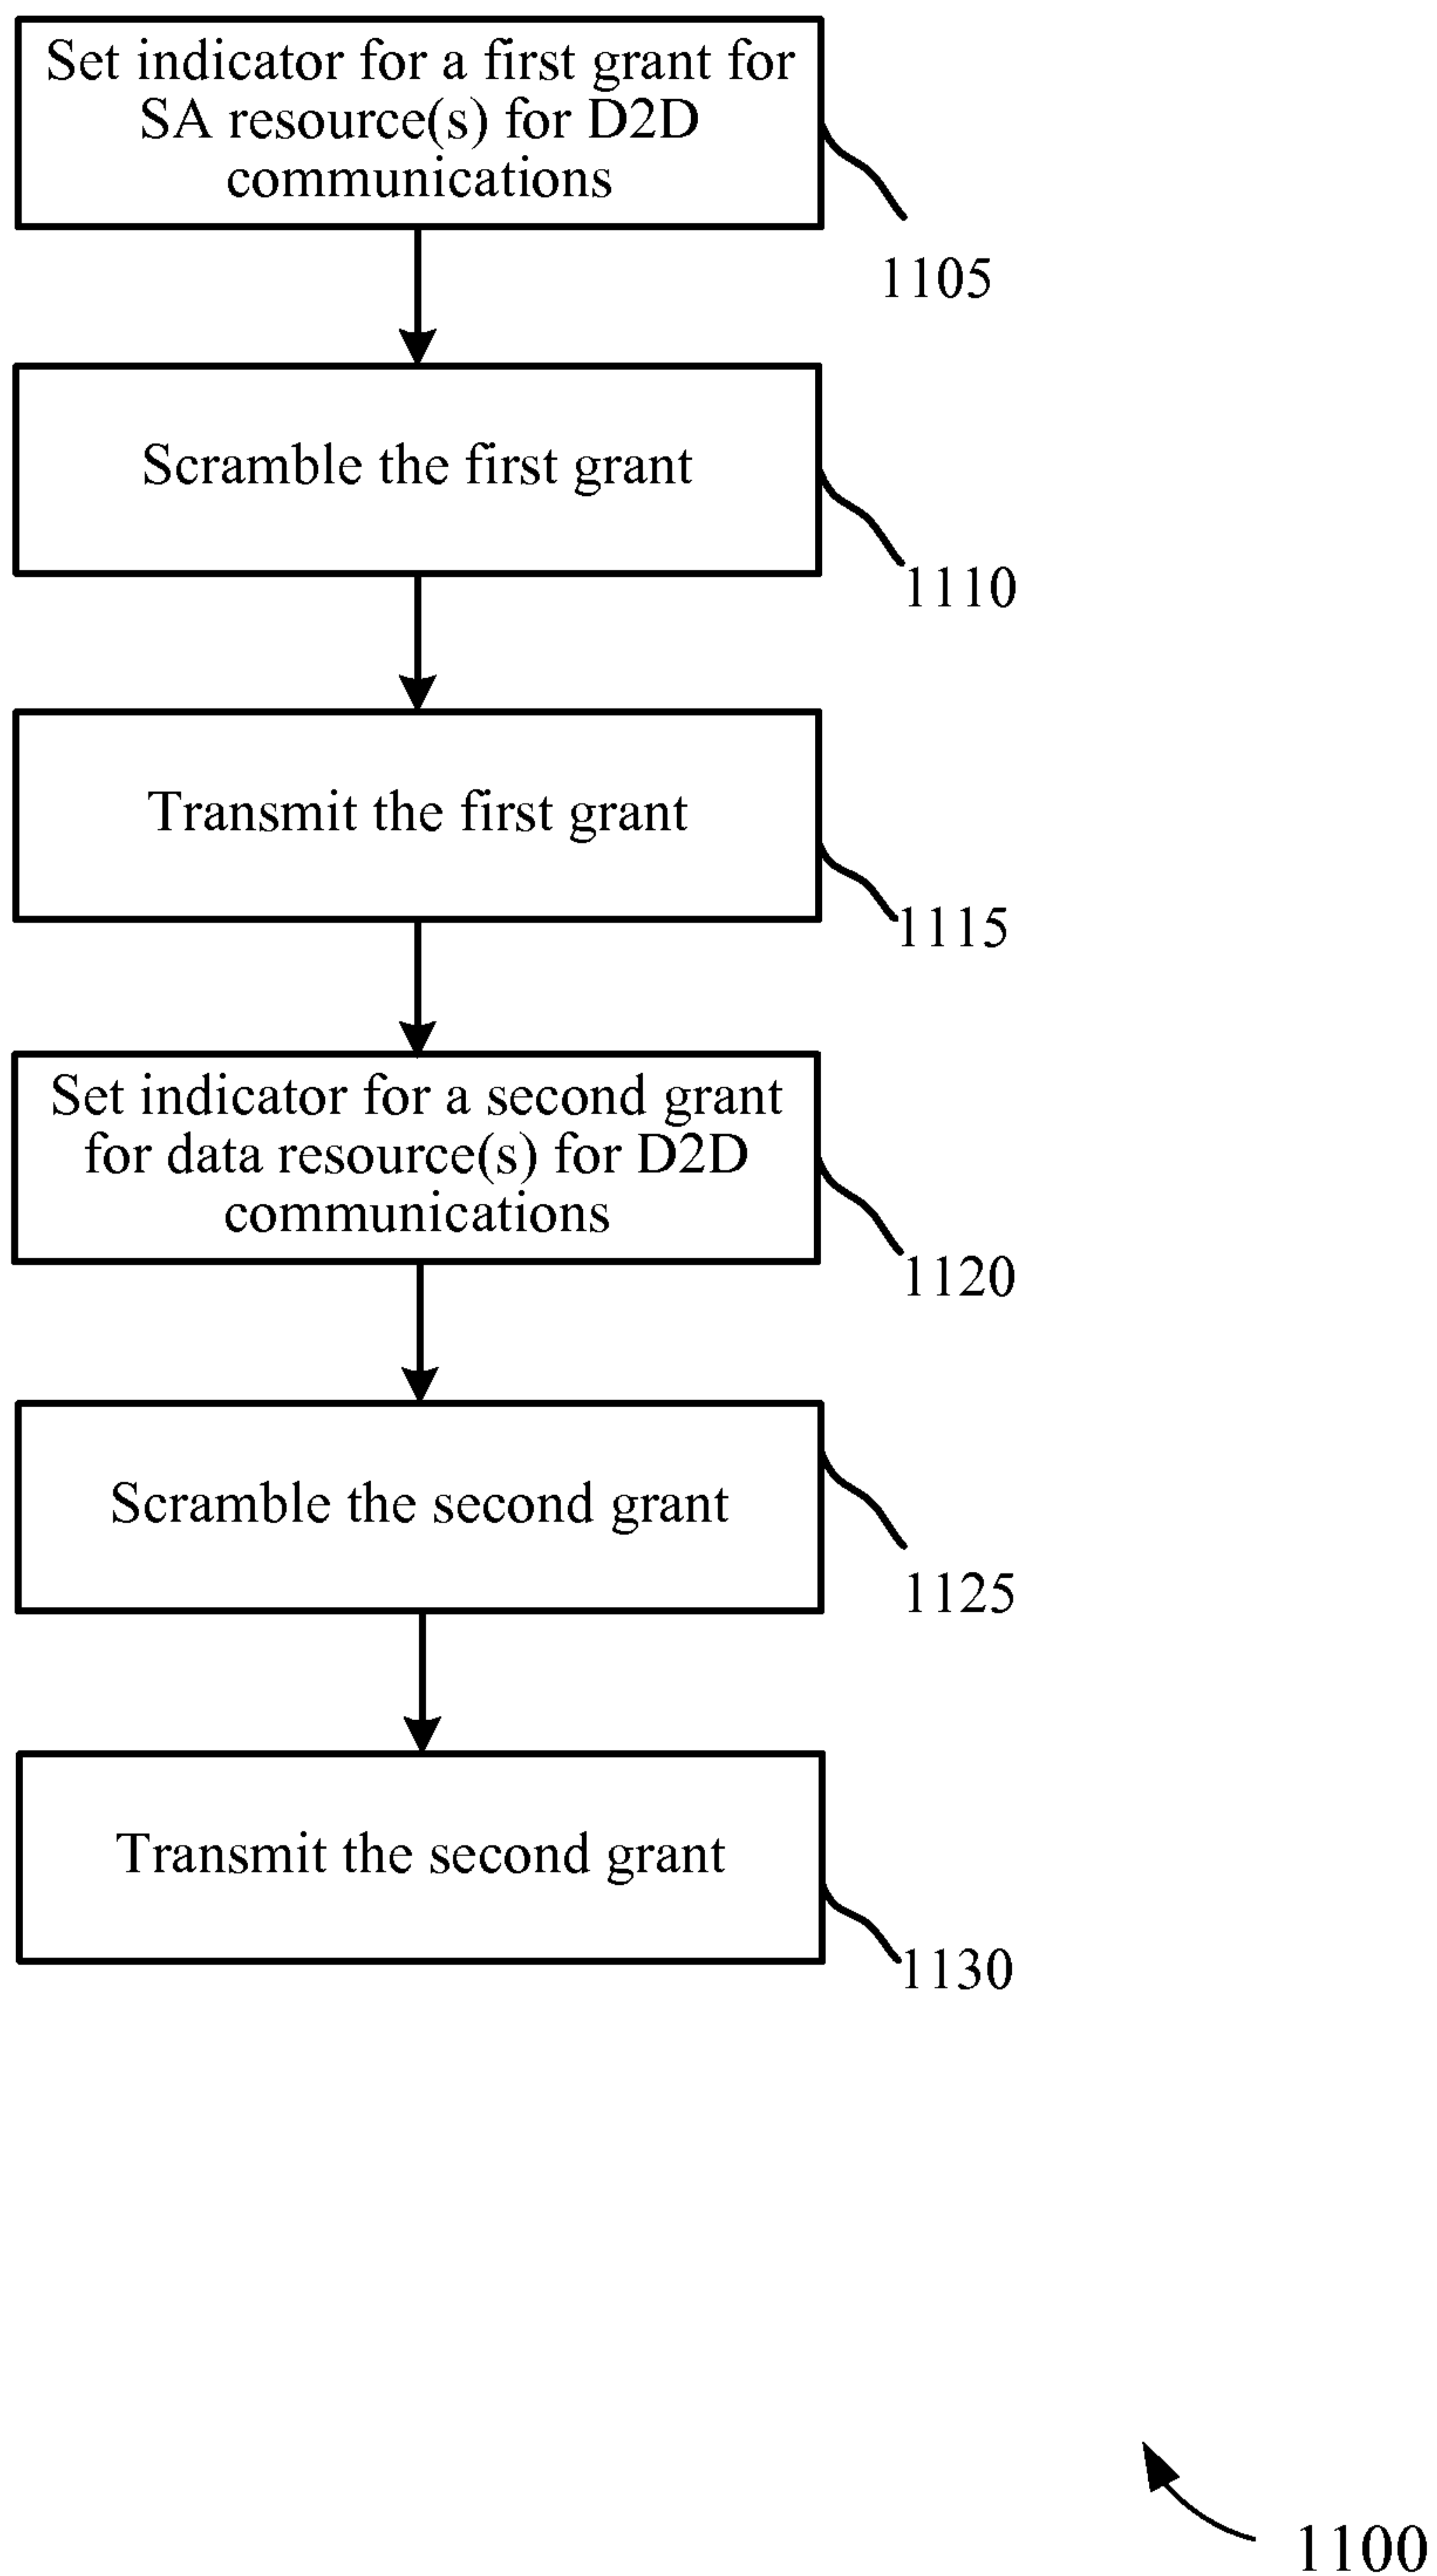 Set indicator for a first grant for
SA resource(s) for D2D
communications
1105
Scramble the first grant
1110
Transmit the first grant
1115
Set indicator for a second grant
for data resource(s) for D2D
communications
1120
Scramble the second grant
1125
Transmit the second grant
1130
1100